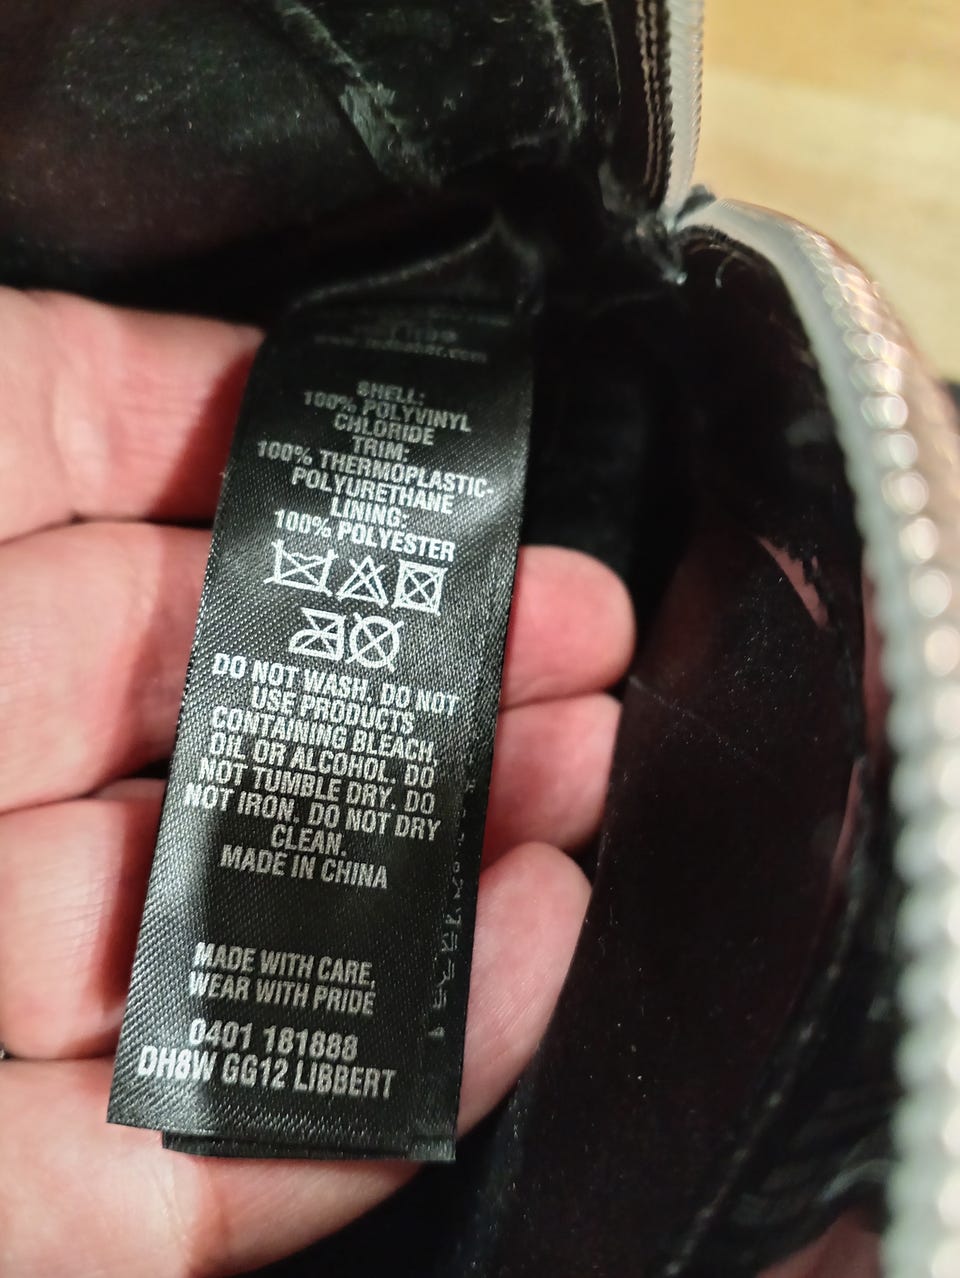 SHELL:
100% POLYVINYL
CHLORIDE
TRIM:
100% THERMOPLASTIC-
POLYURETHANE
LINING:
100% POLYESTER
DO NOT WASH. DO NOT
USE PRODUCTS
CONTAINING BLEACH,
OIL OR ALCOHOL. DO
NOT TUMBLE DRY. DO
NOT IRON. DO NOT DRY
CLEAN.
MADE IN CHINA
MADE WITH CARE,
WEAR WITH PRIDE
0401 181888
DH8W GG12 LIBBERT